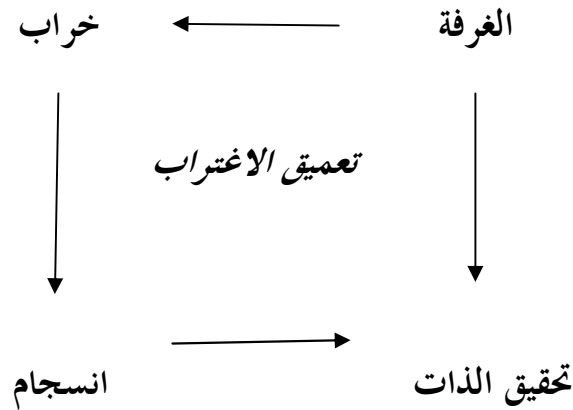 الغرفة
خراب
تعميق الاغتراب
تحقيق الذات
انسجام